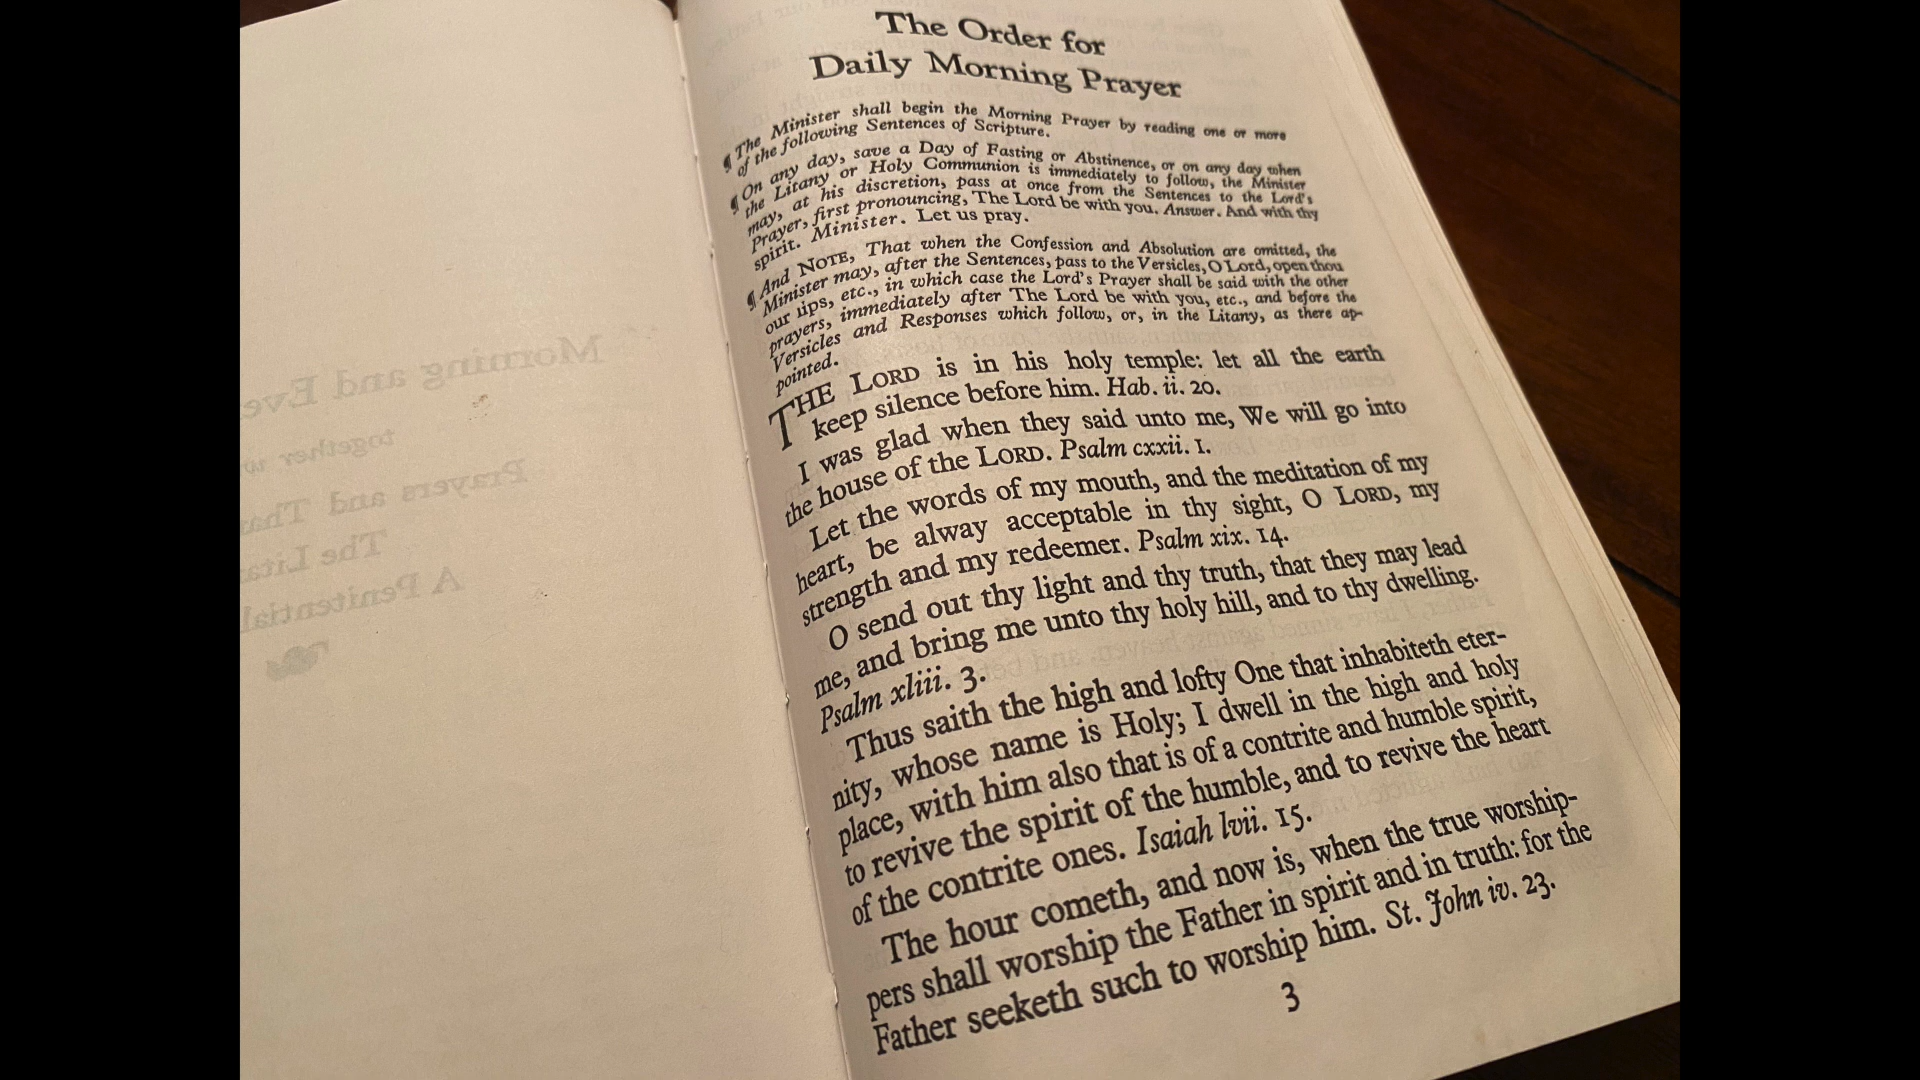 The Order for
Daily Morning Prayer
¶ The Minister shall begin the Morning Prayer by reading one or more
of the following Sentences of Scripture.
¶ On any day, save a Day of Fasting or Abstinence, or on any day when
the Litany or Holy Communion is immediately to follow, the Minister
may, at his discretion, pass at once from the Sentences to the Lord's
Prayer, first pronouncing, The Lord be with you. Answer. And with thy
spirit. Minister. Let us pray.
¶ And NOTE, That when the Confession and Absolution are omitted, the
Minister may, after the Sentences, pass to the Versicles, O Lord, open thou
our lips, etc., in which case the Lord's Prayer shall be said with the other
prayers, immediately after The Lord be with you, etc., and before the
Versicles and Responses which follow, or, in the Litany, as there ap-
pointed.
THE LORD is in his holy temple: let all the earth
keep silence before him. Hab. ii. 20.
I was glad when they said unto me, We will go into
the house of the LORD. Psalm cxxii. 1.
Let the words of my mouth, and the meditation of my
heart, be alway acceptable in thy sight, O LORD, my
strength and my redeemer. Psalm xix. 14.
O send out thy light and thy truth, that they may lead
me, and bring me unto thy holy hill, and to thy dwelling.
Psalm xliii. 3.
Thus saith the high and lofty One that inhabiteth eter-
nity, whose name is Holy; I dwell in the high and holy
place, with him also that is of a contrite and humble spirit,
to revive the spirit of the humble, and to revive the heart
of the contrite ones. Isaiah lvii. 15.
The hour cometh, and now is, when the true worship-
pers shall worship the Father in spirit and in truth: for the
Father seeketh such to worship him. St. John iv. 23.
3